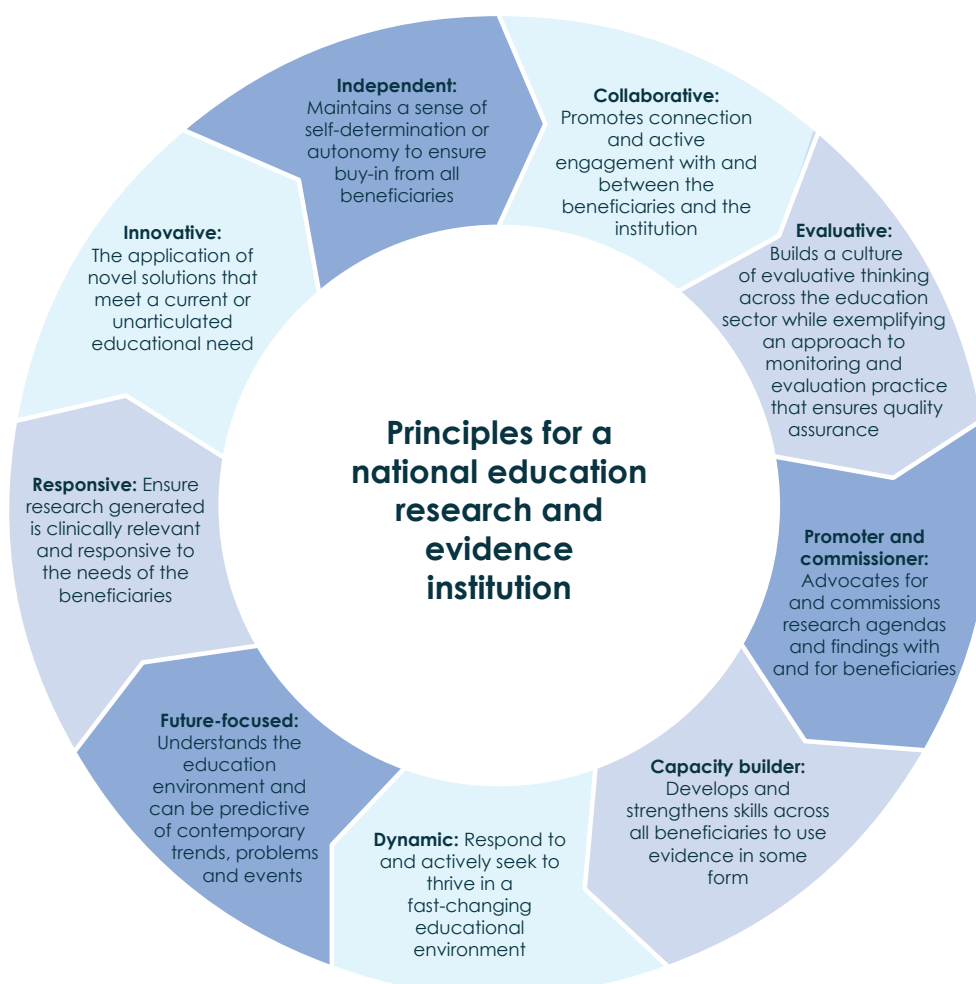 Independent:
Maintains a sense of
self-determination or
autonomy to ensure
buy-in from all
beneficiaries
Collaborative:
Promotes connection
and active
engagement with and
between the
beneficiaries and the
institution
Evaluative:
Builds a culture
of evaluative thinking
across the education
sector while exemplifying
an approach to
monitoring and
evaluation practice
that ensures quality
assurance
Promoter and
commissioner:
Advocates for
and commissions
research agendas
and findings with
and for beneficiaries
Capacity builder:
Develops and
strengthens skills across
all beneficiaries to use
evidence in some
form
Dynamic: Respond to
and actively seek to
thrive in a
fast-changing
educational
environment
Future-focused:
Understands the
education
environment and
can be predictive
of contemporary
trends, problems
and events
Responsive: Ensure
research generated
is clinically relevant
and responsive to
the needs of the
beneficiaries
Innovative:
The application of
novel solutions that
meet a current or
unarticulated
educational need
Principles for a
national education
research and
evidence
institution